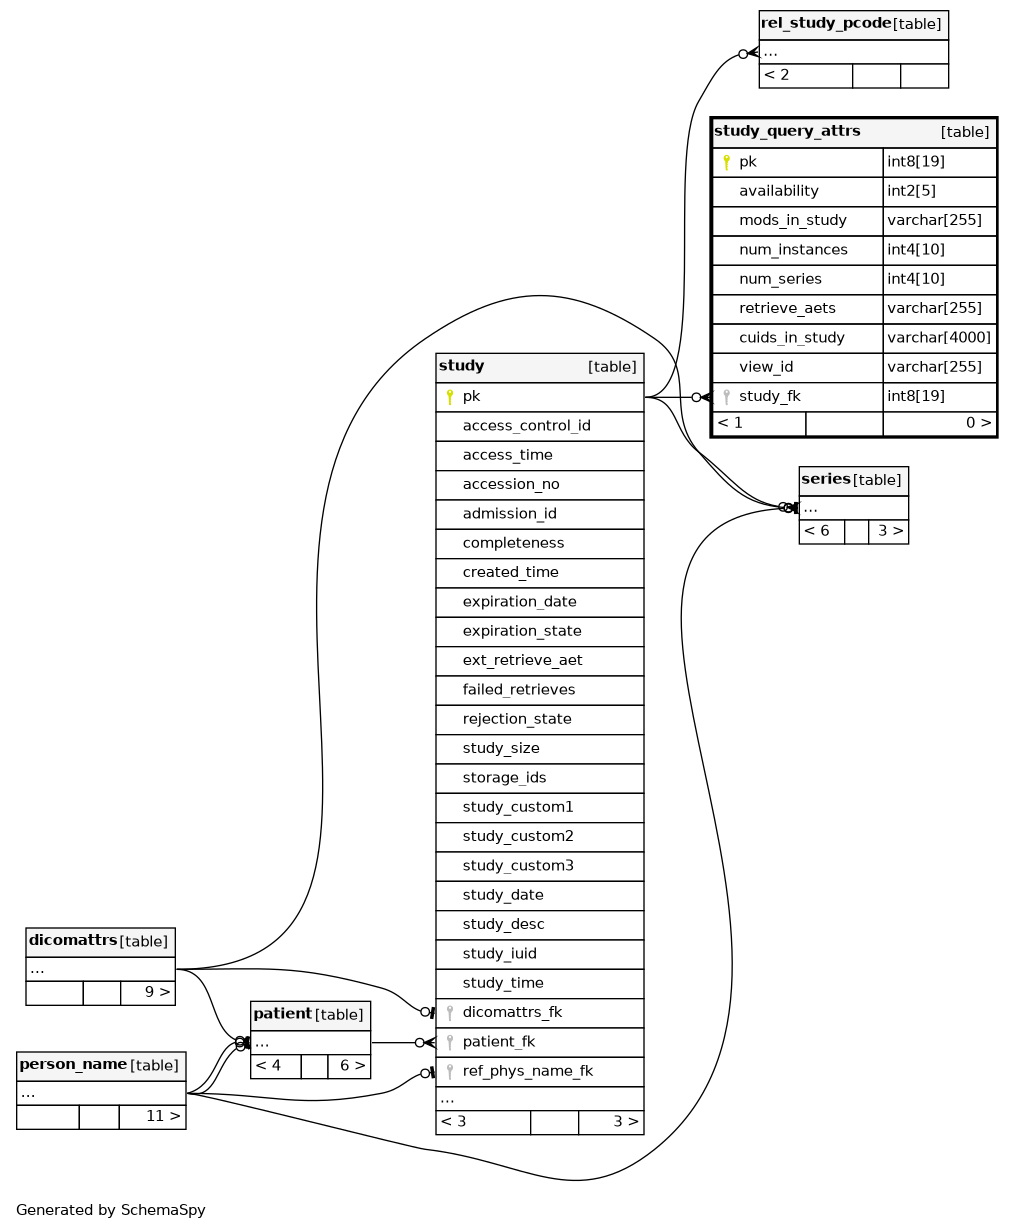 rel_study_pcode [table]
...
< 2
study_query_attrs [table]
pk int8[19]
availability int2[5]
mods_in_study varchar[255]
num_instances int4[10]
num_series int4[10]
retrieve_aets varchar[255]
cuids_in_study varchar[4000]
view_id varchar[255]
study_fk int8[19]
< 1 0 >
study [table]
pk
access_control_id
access_time
accession_no
admission_id
completeness
created_time
expiration_date
expiration_state
ext_retrieve_aet
failed_retrieves
rejection_state
study_size
storage_ids
study_custom1
study_custom2
study_custom3
study_date
study_desc
study_iuid
study_time
dicomattrs_fk
patient_fk
ref_phys_name_fk
...
< 3 3 >
series [table]
...
< 6 3 >
dicomattrs [table]
...
9 >
patient [table]
...
< 4 6 >
person_name [table]
...
11 >
Generated by SchemaSpy